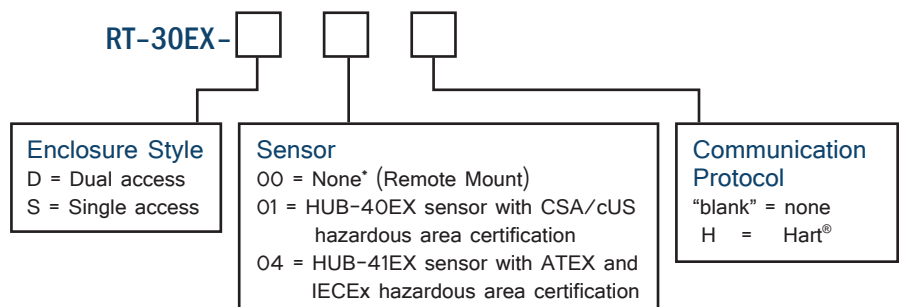 RT-30EX-
Enclosure Style
D = Dual access
S = Single access
Sensor
00 = None* (Remote Mount)
01 = HUB-40EX sensor with CSA/cUS
hazardous area certification
04 = HUB-41EX sensor with ATEX and
IECEx hazardous area certification
Communication
Protocol
"blank" = none
H = Hart®